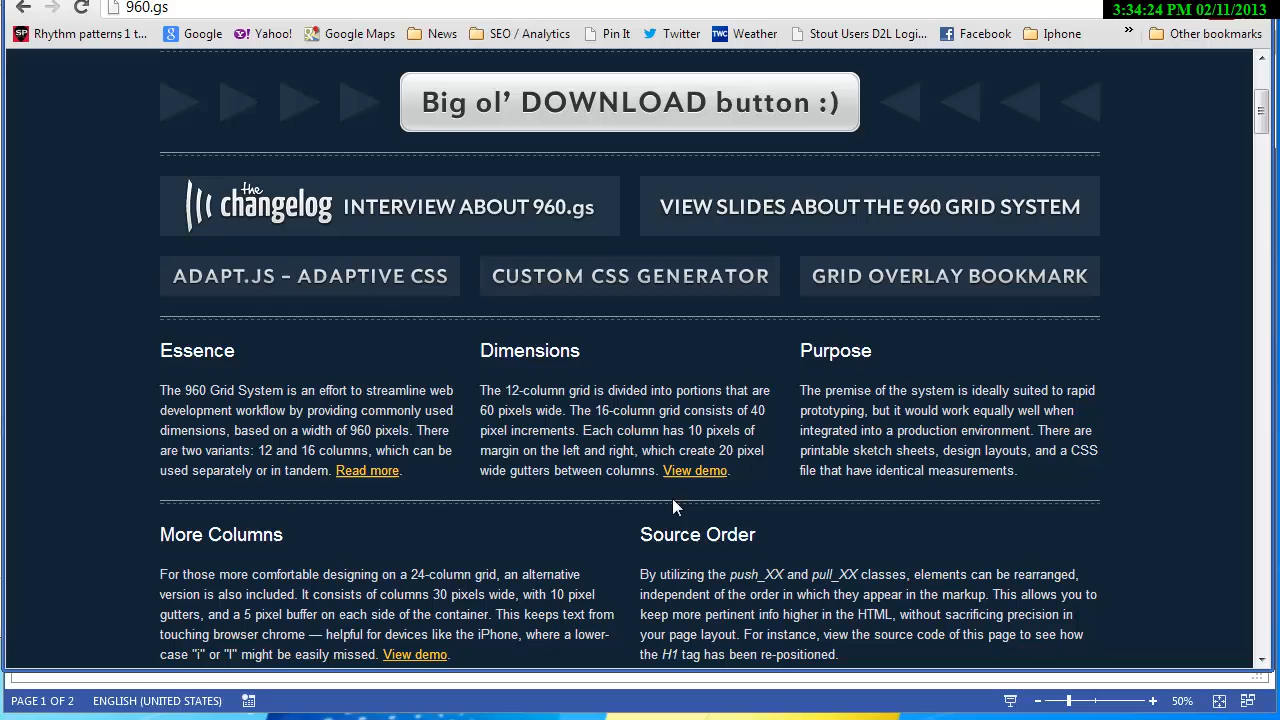 960.gs
3:34:24 PM 02/11/2013
Rhythm patterns 1 t...
Google
Yahoo!
Google Maps
News
SEO / Analytics
Pin It
Twitter
Weather
Stout Users D2L Logi...
Facebook
Iphone
»
Other bookmarks
Big ol’ DOWNLOAD button :)
the changelog INTERVIEW ABOUT 960.gs
VIEW SLIDES ABOUT THE 960 GRID SYSTEM
ADAPT.JS – ADAPTIVE CSS
CUSTOM CSS GENERATOR
GRID OVERLAY BOOKMARK
Essence
The 960 Grid System is an effort to streamline web
development workflow by providing commonly used
dimensions, based on a width of 960 pixels. There
are two variants: 12 and 16 columns, which can be
used separately or in tandem. Read more.
Dimensions
The 12-column grid is divided into portions that are
60 pixels wide. The 16-column grid consists of 40
pixel increments. Each column has 10 pixels of
margin on the left and right, which create 20 pixel
wide gutters between columns. View demo.
Purpose
The premise of the system is ideally suited to rapid
prototyping, but it would work equally well when
integrated into a production environment. There are
printable sketch sheets, design layouts, and a CSS
file that have identical measurements.
More Columns
For those more comfortable designing on a 24-column grid, an alternative
version is also included. It consists of columns 30 pixels wide, with 10 pixel
gutters, and a 5 pixel buffer on each side of the container. This keeps text from
touching browser chrome — helpful for devices like the iPhone, where a lower-
case "i" or "l" might be easily missed. View demo.
Source Order
By utilizing the push_XX and pull_XX classes, elements can be rearranged,
independent of the order in which they appear in the markup. This allows you
to keep more pertinent info higher in the HTML, without sacrificing precision in
your page layout. For instance, view the source code of this page to see how
the H1 tag has been re-positioned.
PAGE 1 OF 2
ENGLISH (UNITED STATES)
50%